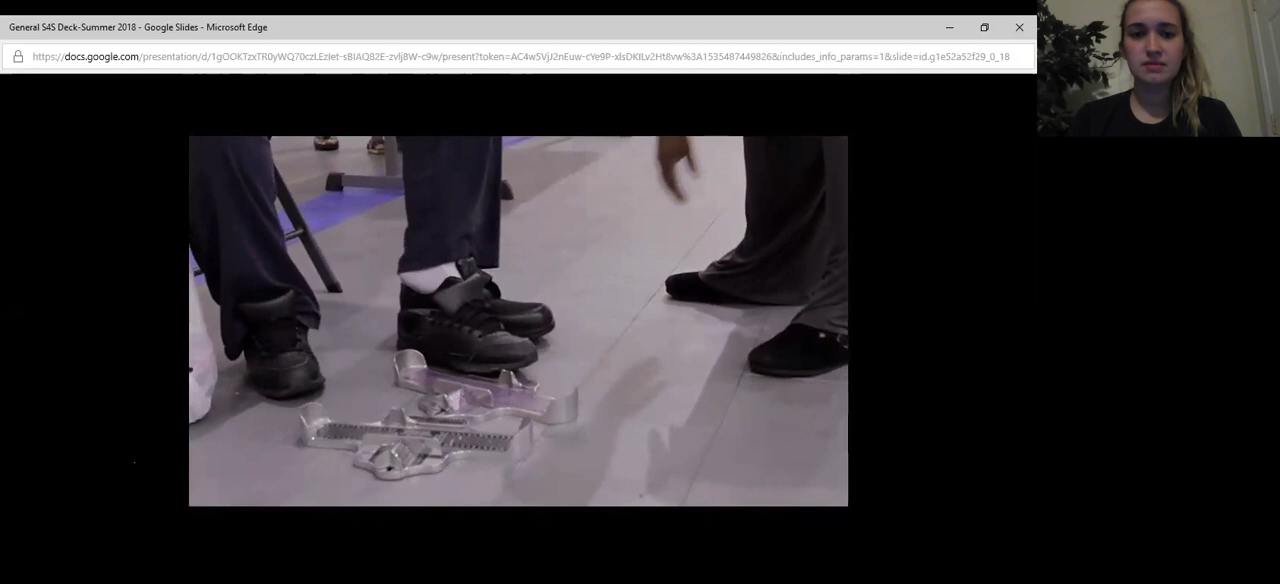 General S4S Deck-Summer 2018 - Google Slides - Microsoft Edge
https://docs.google.com/presentation/d/1gOOKTzxTR0yWQ70czLEzIet-sBIAQ82E-zvlj8W-c9w/present?token=AC4w5VjJ2nEuw-cYe9P-xlsDKILv2Ht8vw%3A1535487449826&includes_info_params=1&slide=id.g1e52a52f29_0_18